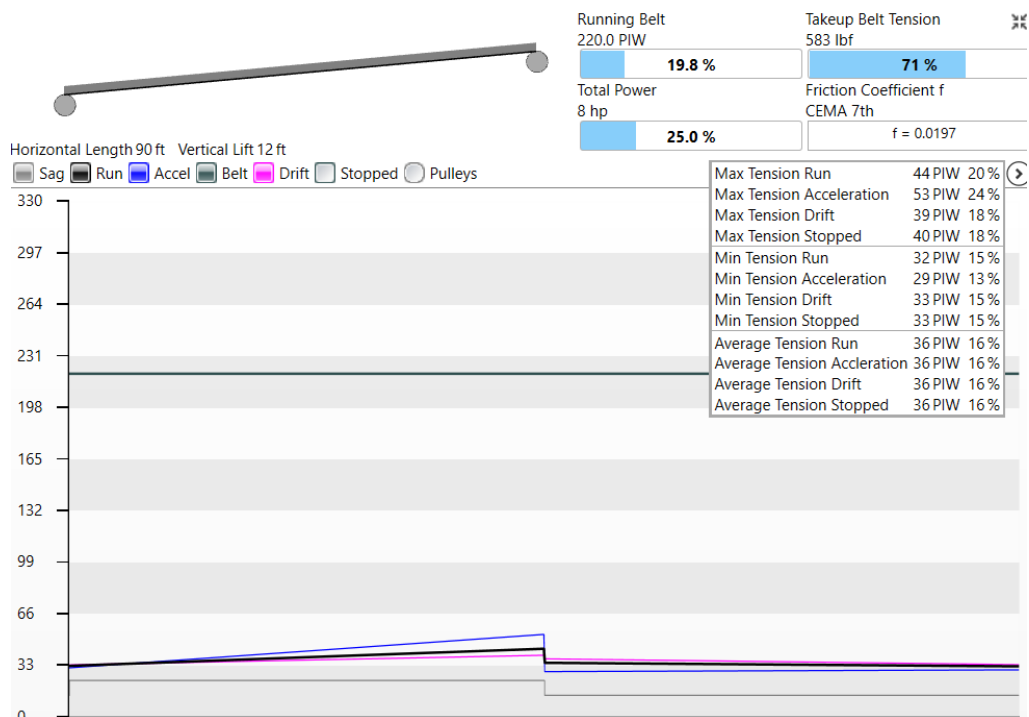 Running Belt
220.0 PIW
19.8 %
Takeup Belt Tension
583 lbf
71 %
Total Power
8 hp
25.0 %
Friction Coefficient f
CEMA 7th
f = 0.0197
Horizontal Length 90 ft Vertical Lift 12 ft
Sag Run Accel Belt Drift Stopped Pulleys
Max Tension Run 44 PIW 20 %
Max Tension Acceleration 53 PIW 24 %
Max Tension Drift 39 PIW 18 %
Max Tension Stopped 40 PIW 18 %
Min Tension Run 32 PIW 15 %
Min Tension Acceleration 29 PIW 13 %
Min Tension Drift 33 PIW 15 %
Min Tension Stopped 33 PIW 15 %
Average Tension Run 36 PIW 16 %
Average Tension Accleration 36 PIW 16 %
Average Tension Drift 36 PIW 16 %
Average Tension Stopped 36 PIW 16 %
330
297
264
231
198
165
132
99
66
33
0